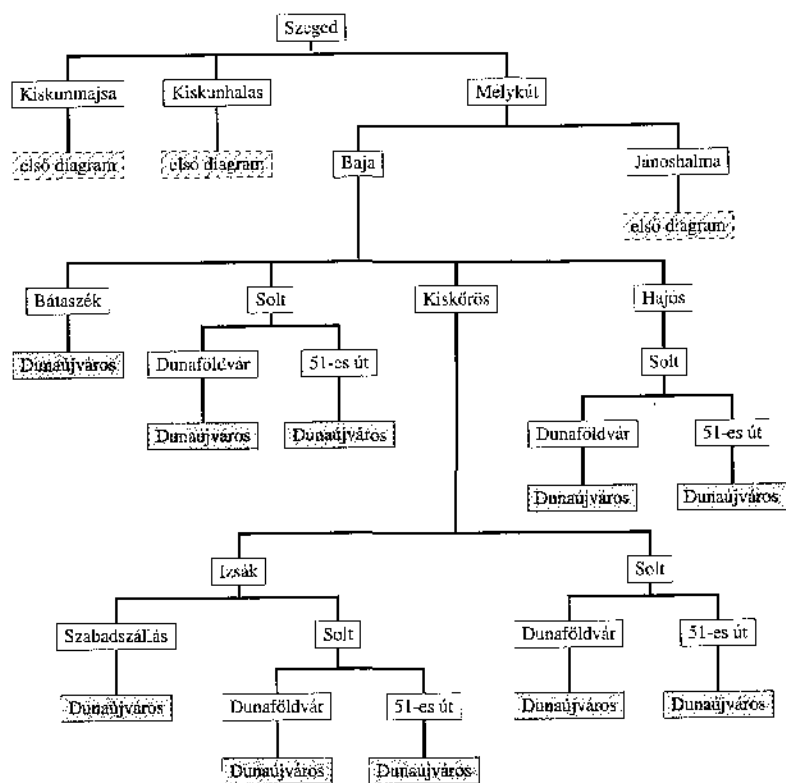 Szeged
Kiskunmajsa Kiskunhalas Mélykút
első diagram első diagram Baja Jánoshalma
első diagram
Bátaszék Solt Kiskőrös Hajós
Dunaújváros Dunaföldvár 51-es út Solt
Dunaújváros Dunaújváros Dunaföldvár 51-es út
Dunaújváros Dunaújváros
Izsák Solt
Szabadszállás Solt Dunaföldvár 51-es út
Dunaújváros Dunaföldvár 51-es út Dunaújváros Dunaújváros
Dunaújváros Dunaújváros